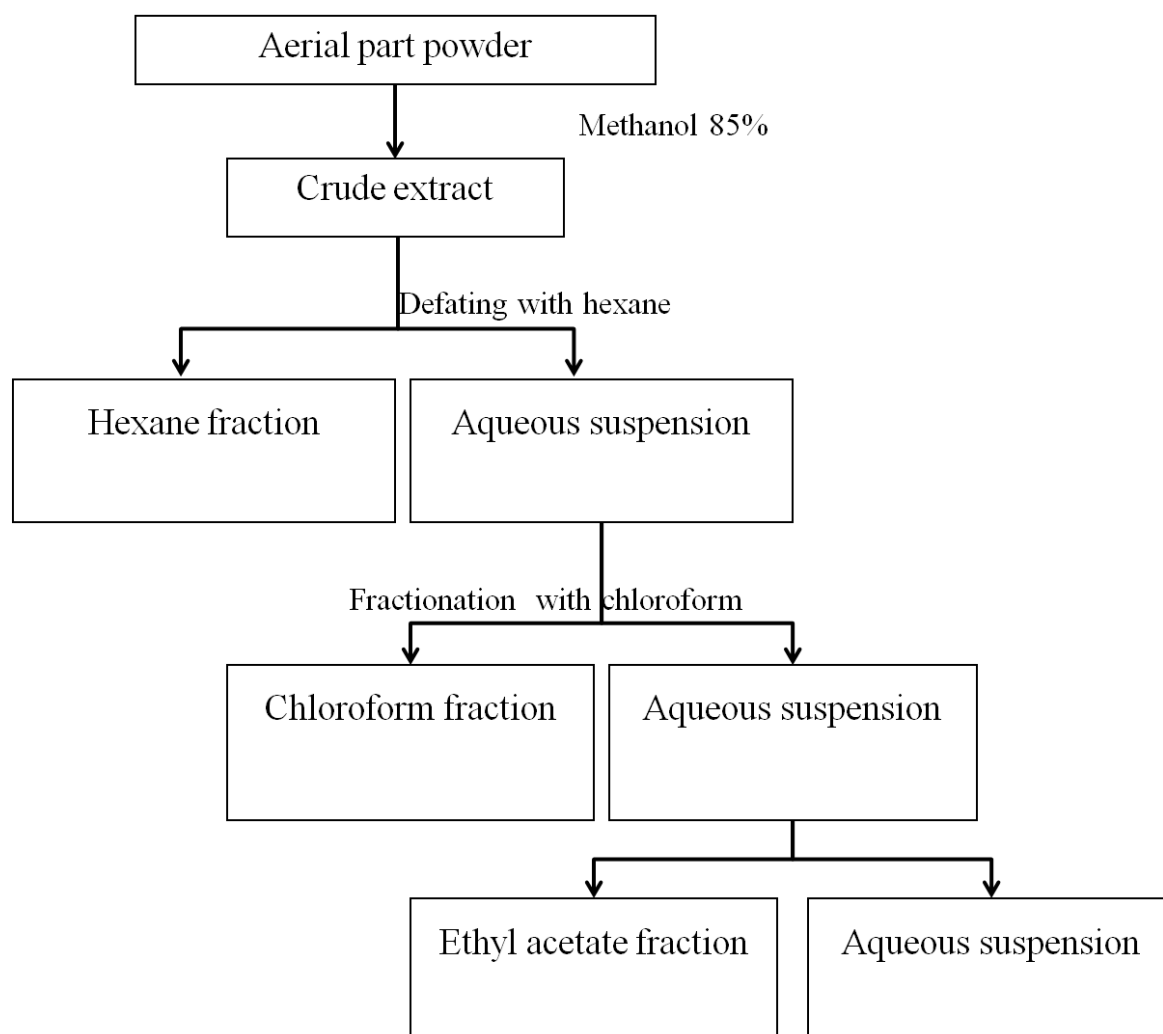 Aerial part powder
Methanol 85%
Crude extract
Defating with hexane
Hexane fraction
Aqueous suspension
Fractionation with chloroform
Chloroform fraction
Aqueous suspension
Ethyl acetate fraction
Aqueous suspension